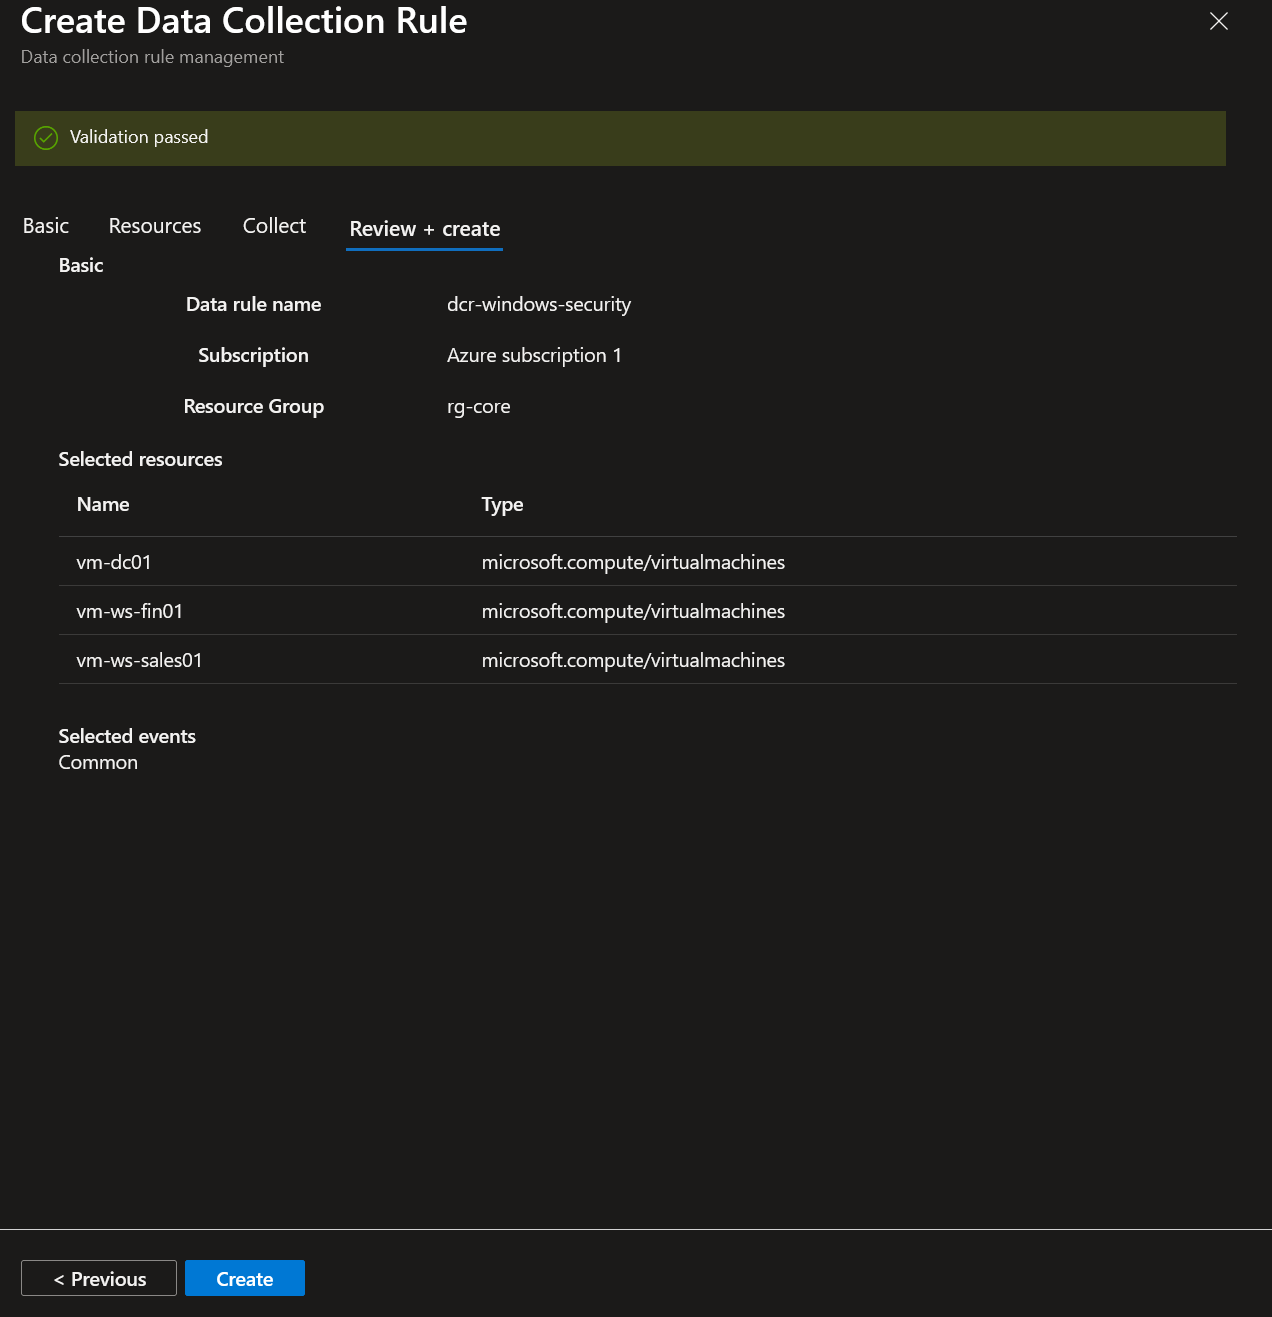 Create Data Collection Rule
Data collection rule management
Validation passed
Basic Resources Collect Review + create
Basic
Data rule name dcr-windows-security
Subscription Azure subscription 1
Resource Group rg-core
Selected resources
Name Type
vm-dc01 microsoft.compute/virtualmachines
vm-ws-fin01 microsoft.compute/virtualmachines
vm-ws-sales01 microsoft.compute/virtualmachines
Selected events
Common
< Previous Create